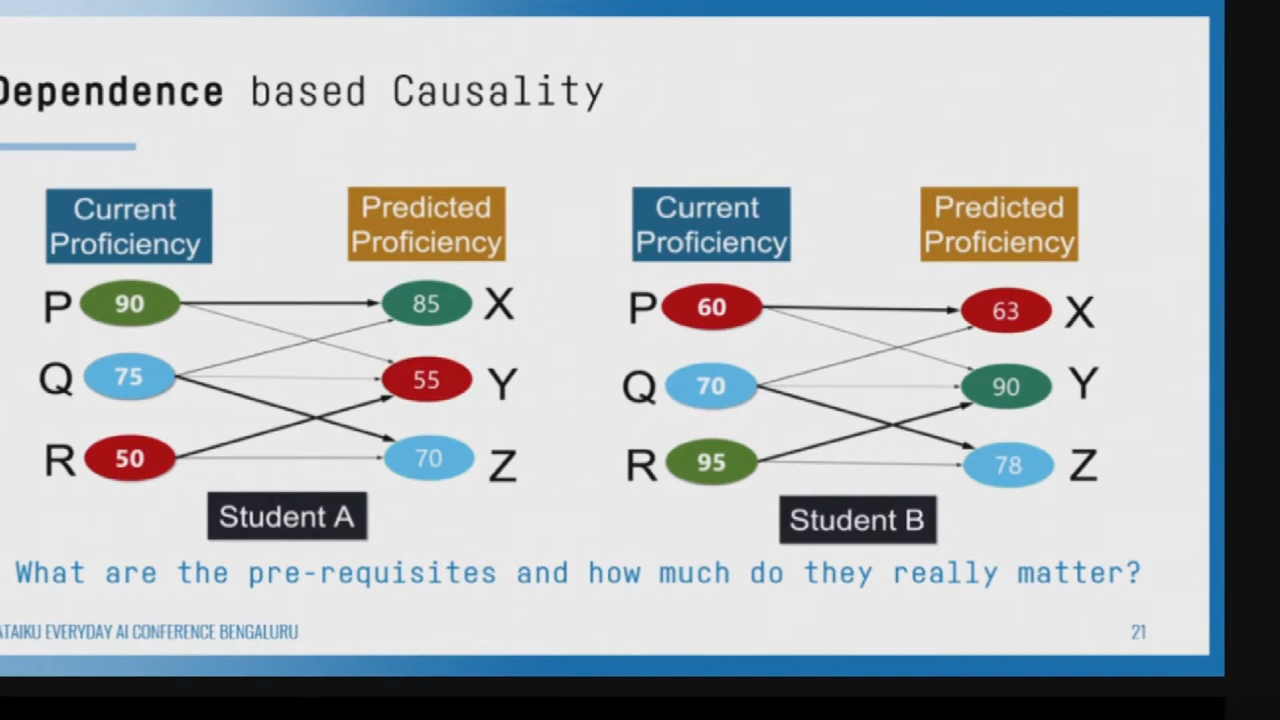 Dependence based Causality
Current Proficiency
Predicted Proficiency
Current Proficiency
Predicted Proficiency
P 90 85 X
Q 75 55 Y
R 50 70 Z
Student A
P 60 63 X
Q 70 90 Y
R 95 78 Z
Student B
What are the pre-requisites and how much do they really matter?
ATAIKU EVERYDAY AI CONFERENCE BENGALURU
21